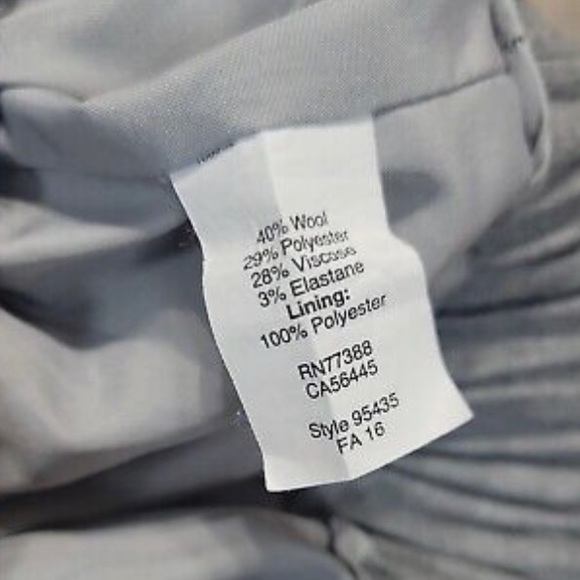 40% Wool
29% Polyester
28% Viscose
3% Elastane
Lining:
100% Polyester
RN77388
CA56445
Style 95435
FA 16